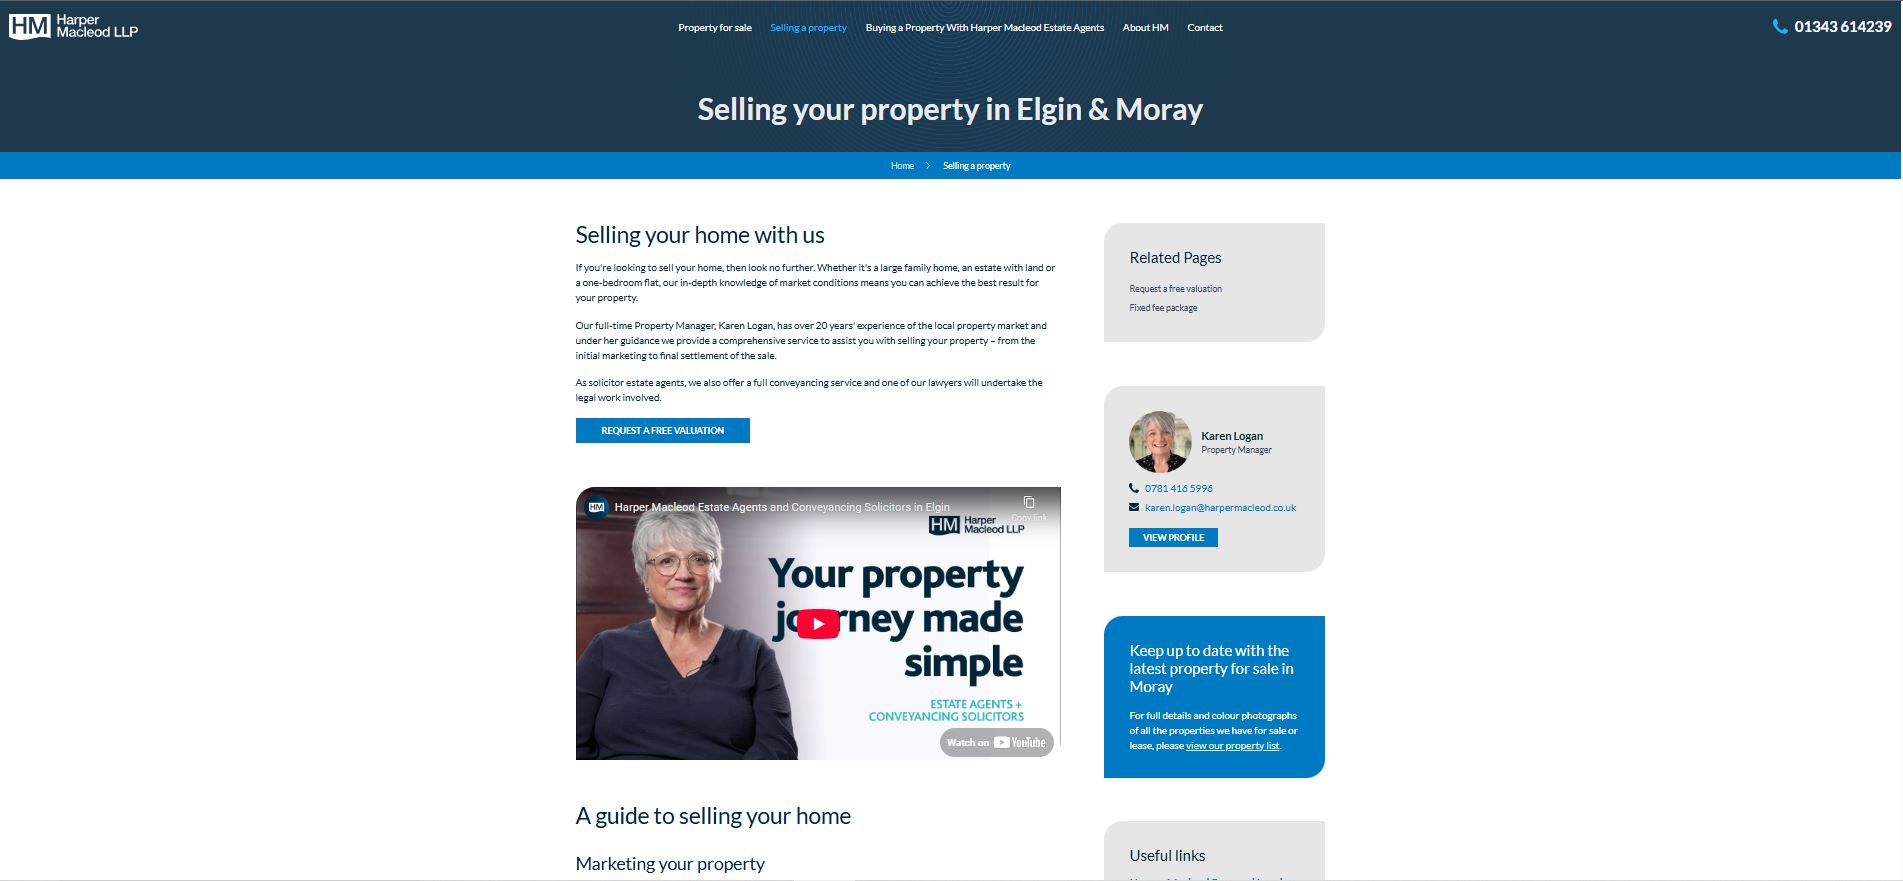 HM Harper
Macleod LLP
Property for sale
Selling a property
Buying a Property With Harper Macleod Estate Agents
About HM
Contact
01343 614239
Selling your property in Elgin & Moray
Home
Selling a property
Selling your home with us
If you're looking to sell your home, then look no further. Whether it's a large family home, an estate with land or
a one-bedroom flat, our in-depth knowledge of market conditions means you can achieve the best result for
your property.
Our full-time Property Manager, Karen Logan, has over 20 years' experience of the local property market and
under her guidance we provide a comprehensive service to assist you with selling your property – from the
initial marketing to final settlement of the sale.
As solicitor estate agents, we also offer a full conveyancing service and one of our lawyers will undertake the
legal work involved.
REQUEST A FREE VALUATION
HM
Harper Macleod Estate Agents and Conveyancing Solicitors in Elgin
Copy link
HM Harper
Macleod LLP
Your property
journey made
simple
ESTATE AGENTS +
CONVEYANCING SOLICITORS
Watch on YouTube
A guide to selling your home
Marketing your property
Related Pages
Request a free valuation
Fixed fee package
Karen Logan
Property Manager
0781 416 5996
karen.logan@harpermacleod.co.uk
VIEW PROFILE
Keep up to date with the
latest property for sale in
Moray
For full details and colour photographs
of all the properties we have for sale or
lease, please view our property list.
Useful links